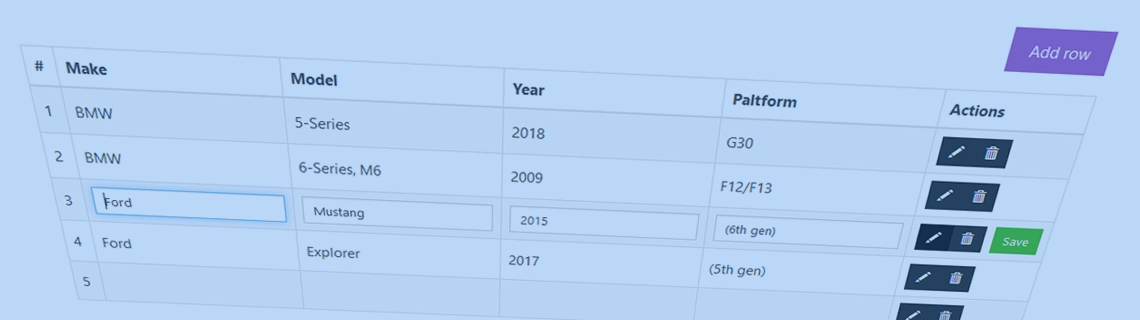 Add row
# Make Model Year Paltform Actions
1 BMW 5-Series 2018 G30
2 BMW 6-Series, M6 2009 F12/F13
3 Ford Mustang 2015 (6th gen) Save
4 Ford Explorer 2017 (5th gen)
5